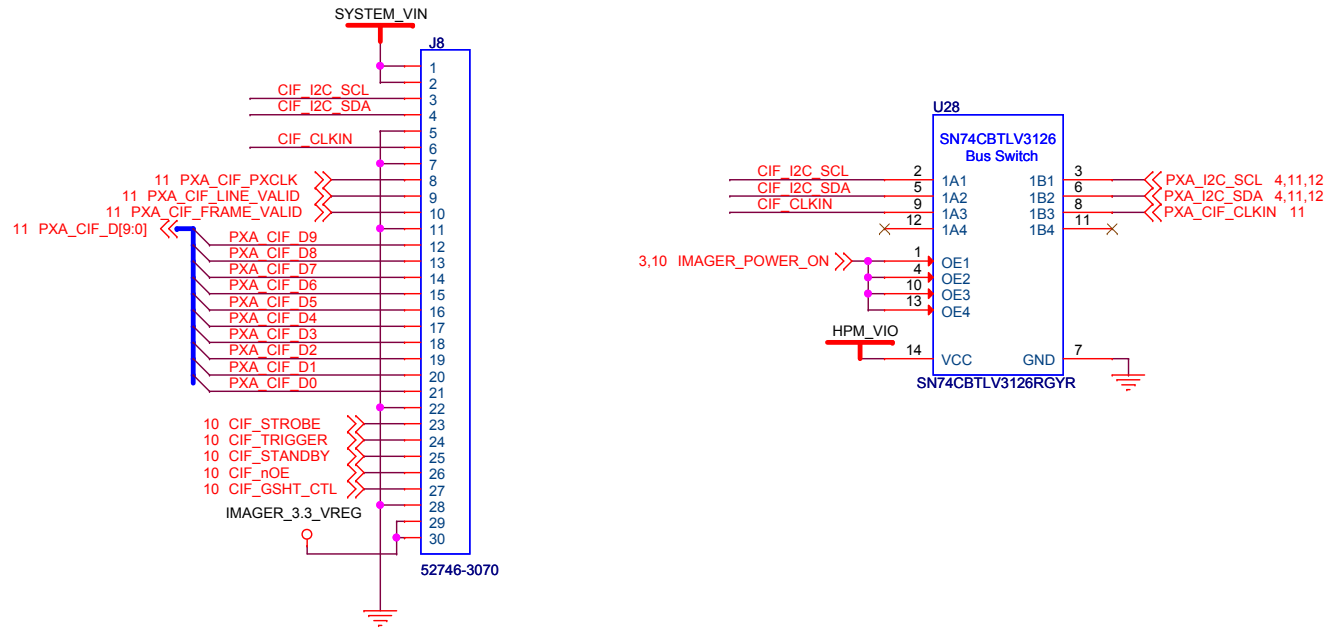 SYSTEM_VIN
J8
1
2
CIF_I2C_SCL
3
CIF_I2C_SDA
4
5
CIF_CLKIN
6
7
11 PXA_CIF_PXCLK
8
11 PXA_CIF_LINE_VALID
9
11 PXA_CIF_FRAME_VALID
10
11 PXA_CIF_D[9:0]
11
PXA_CIF_D9
12
PXA_CIF_D8
13
PXA_CIF_D7
14
PXA_CIF_D6
15
PXA_CIF_D5
16
PXA_CIF_D4
17
PXA_CIF_D3
18
PXA_CIF_D2
19
PXA_CIF_D1
20
PXA_CIF_D0
21
22
10 CIF_STROBE
23
10 CIF_TRIGGER
24
10 CIF_STANDBY
25
10 CIF_nOE
26
10 CIF_GSHT_CTL
27
28
IMAGER_3.3_VREG
29
30
52746-3070
U28
SN74CBTLV3126
Bus Switch
CIF_I2C_SCL 2 1A1 1B1 3 PXA_I2C_SCL 4,11,12
CIF_I2C_SDA 5 1A2 1B2 6 PXA_I2C_SDA 4,11,12
CIF_CLKIN 9 1A3 1B3 8 PXA_CIF_CLKIN 11
12 1A4 1B4 11
3,10 IMAGER_POWER_ON 1 OE1
4 OE2
10 OE3
13 OE4
HPM_VIO
14 VCC GND 7
SN74CBTLV3126RGYR